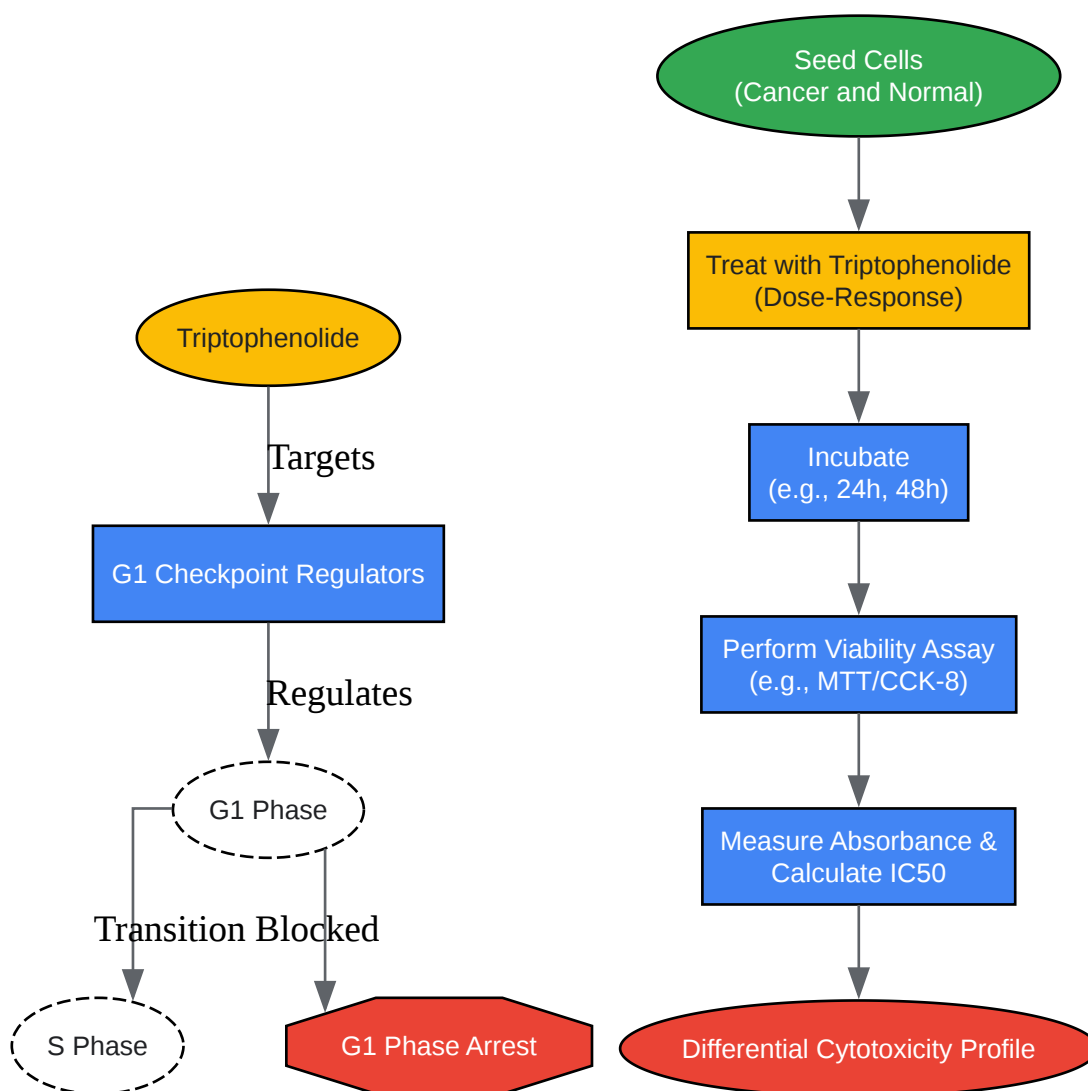 Triptophenolide
Targets
G1 Checkpoint Regulators
Regulates
G1 Phase
Transition Blocked
S Phase
G1 Phase Arrest
Seed Cells
(Cancer and Normal)
Treat with Triptophenolide
(Dose-Response)
Incubate
(e.g., 24h, 48h)
Perform Viability Assay
(e.g., MTT/CCK-8)
Measure Absorbance &
Calculate IC50
Differential Cytotoxicity Profile